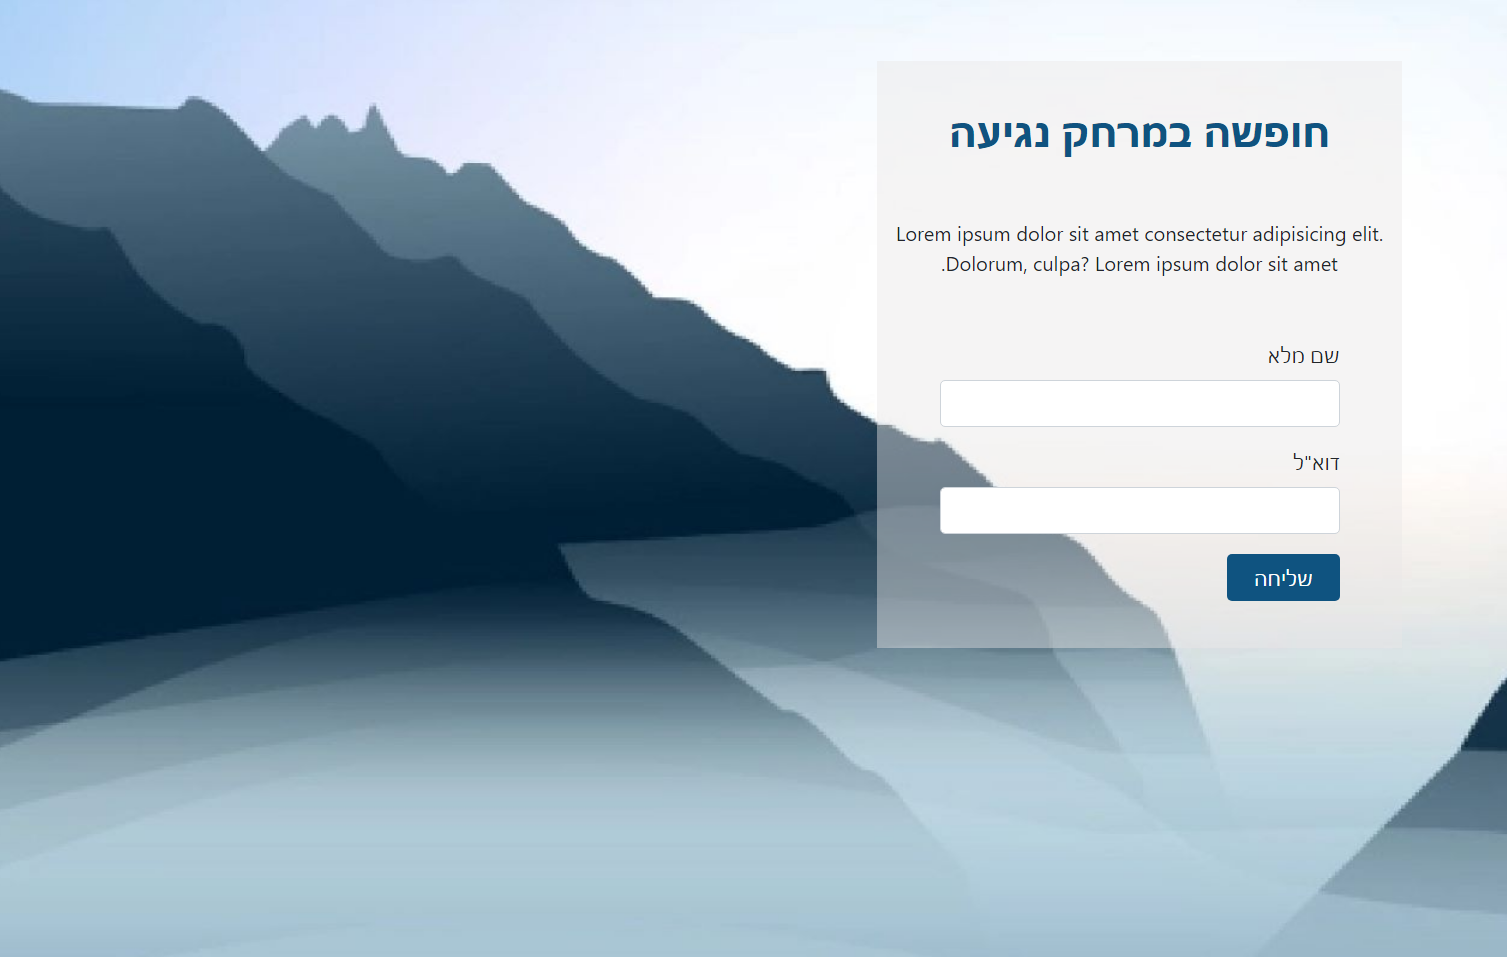 חופשה במרחק נגיעה
Lorem ipsum dolor sit amet consectetur adipisicing elit.
.Dolorum, culpa? Lorem ipsum dolor sit amet
שם מלא
דוא"ל
שליחה